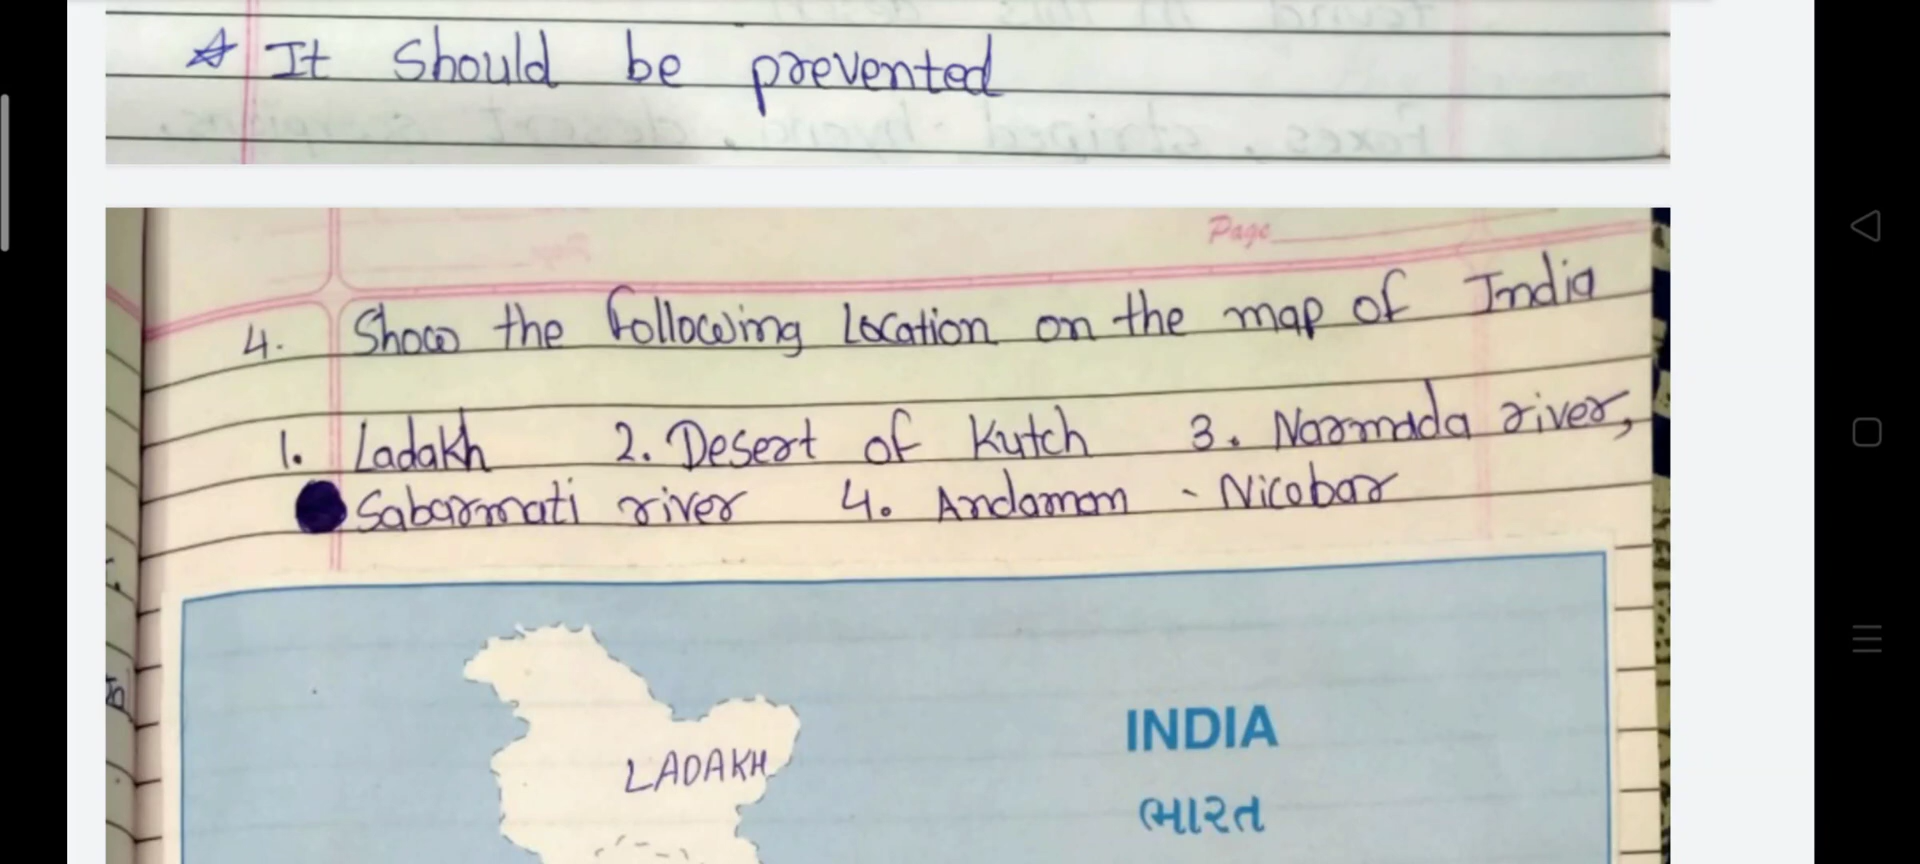 ☆ It should be prevented
Page
4. Show the following Location on the map of India
1. Ladakh 2. Desert of Kutch 3. Narmada river,
Sabarmati river 4. Andaman - Nicobar
LADAKH
INDIA
ભારત